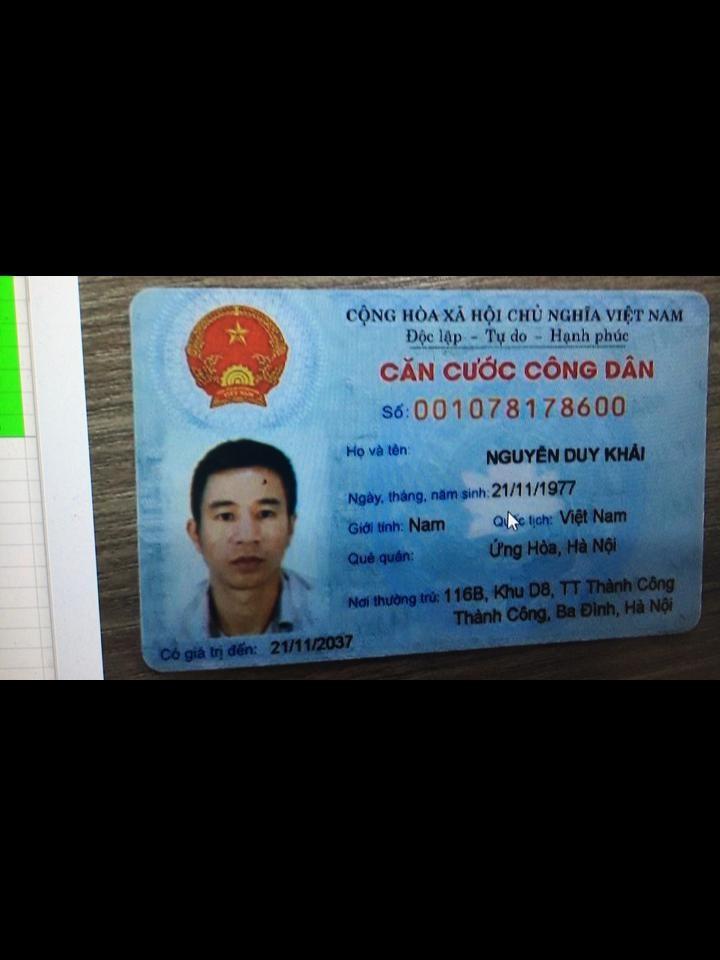 CỘNG HÒA XÃ HỘI CHỦ NGHĨA VIỆT NAM
Độc lập - Tự do - Hạnh phúc
CĂN CƯỚC CÔNG DÂN
Số: 001078178600
Họ và tên: NGUYỄN DUY KHẢI
Ngày, tháng, năm sinh: 21/11/1977
Giới tính: Nam Quốc tịch: Việt Nam
Quê quán: Ứng Hòa, Hà Nội
Nơi thường trú: 116B, Khu D8, TT Thành Công
Thành Công, Ba Đình, Hà Nội
Có giá trị đến: 21/11/2037
VIỆT NAM